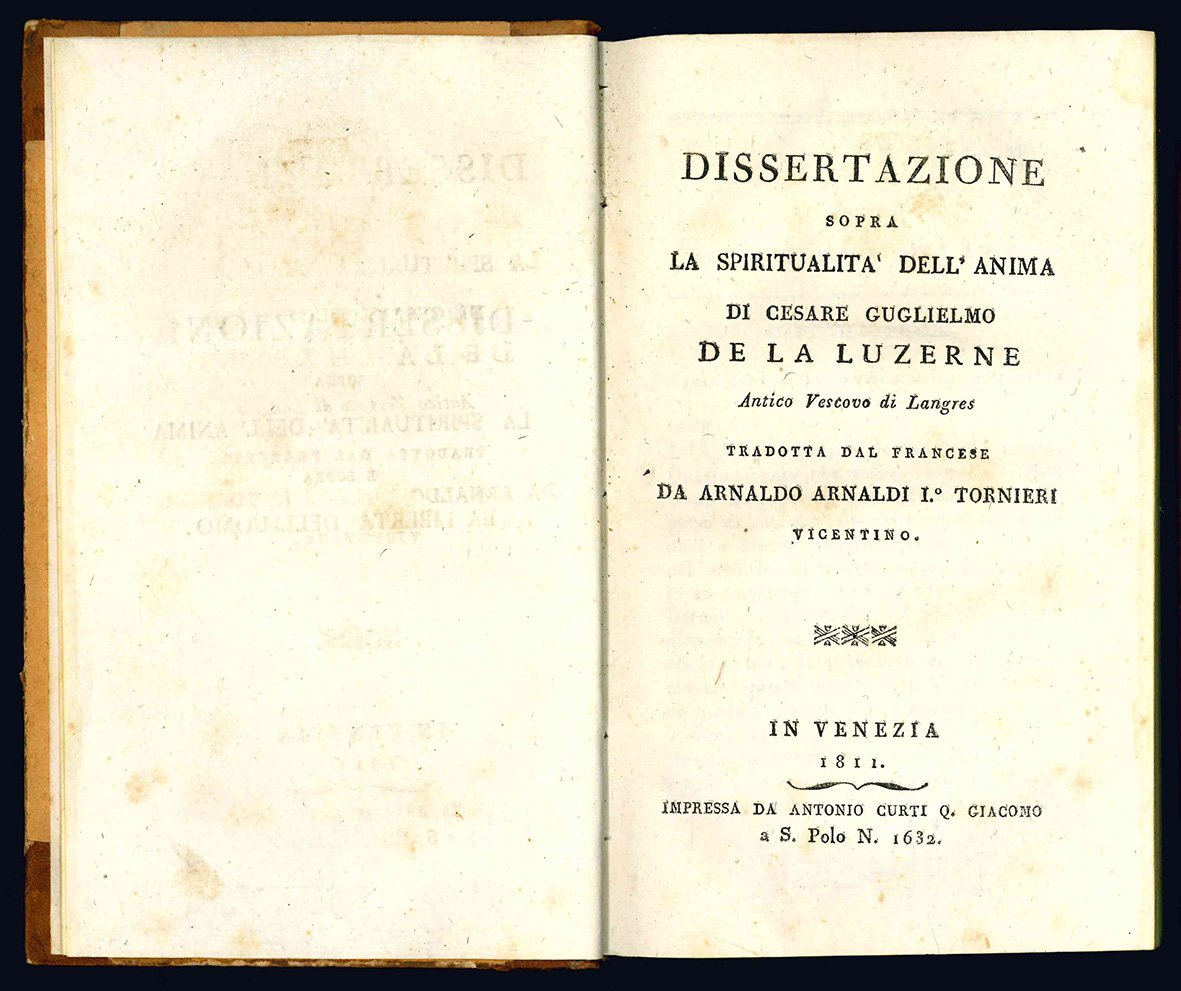 DISSERTAZIONE
SOPRA
LA SPIRITUALITA' DELL' ANIMA
DI CESARE GUGLIELMO
DE LA LUZERNE
Antico Vescovo di Langres
TRADOTTA DAL FRANCESE
DA ARNALDO ARNALDI I.º TORNIERI
VICENTINO.
IN VENEZIA
1811.
IMPRESSA DA ANTONIO CURTI Q. GIACOMO
a S. Polo N. 1632.